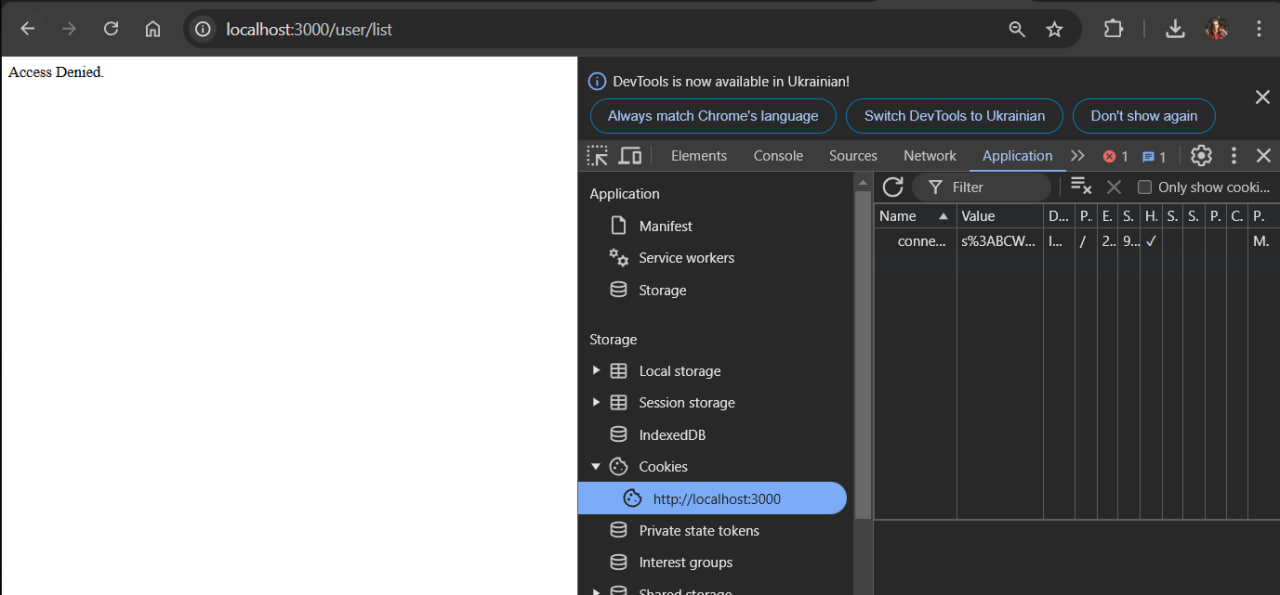 localhost:3000/user/list
Access Denied.
DevTools is now available in Ukrainian!
Always match Chrome's language
Switch DevTools to Ukrainian
Don't show again
Elements Console Sources Network Application 1 1
Application
Manifest
Service workers
Storage
Storage
Local storage
Session storage
IndexedDB
Cookies
http://localhost:3000
Private state tokens
Interest groups
Shared storage
Filter Only show cooki...
Name Value D... P.. E. S. H. S. S. P. C. P.
conne... s%3ABCW... l... / 2.. 9... ✓ M.